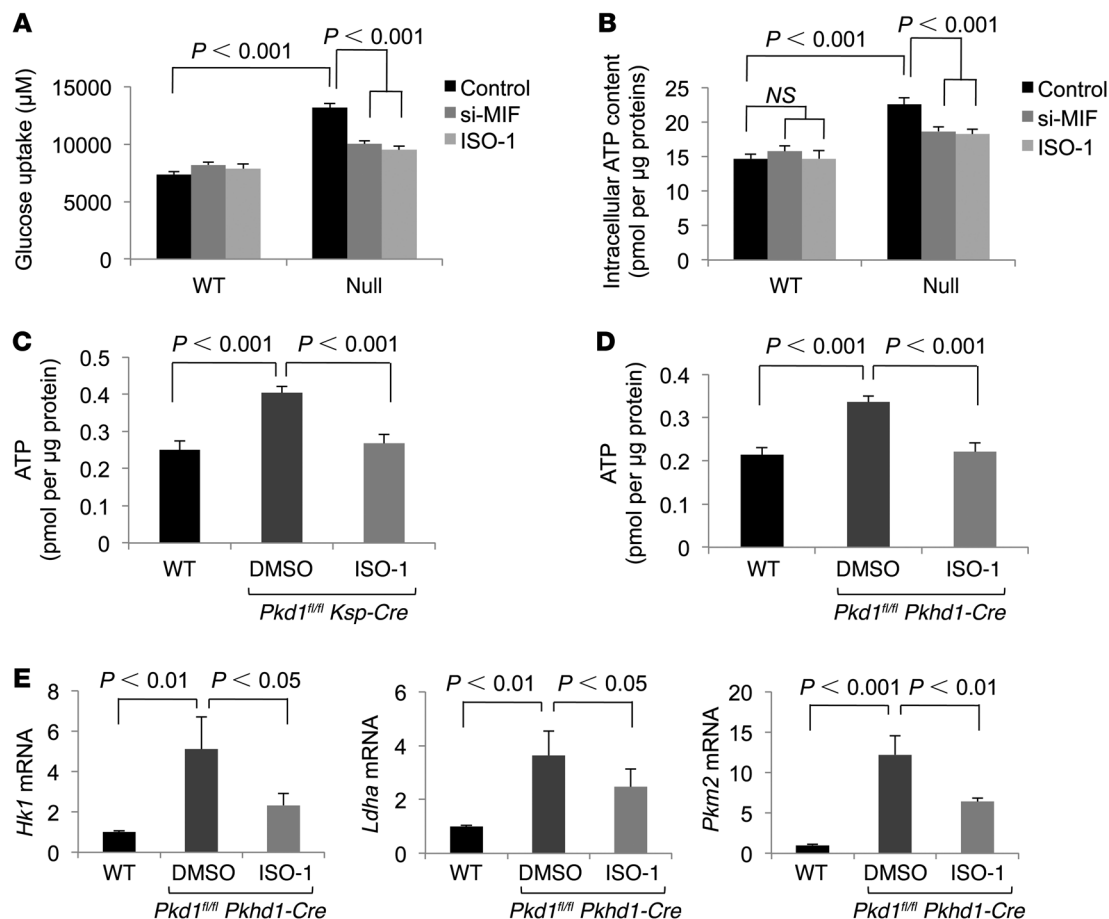 A
P < 0.001
P < 0.001
Glucose uptake (µM)
15000
10000
5000
0
WT
Null
Control
si-MIF
ISO-1
B
P < 0.001
P < 0.001
NS
Intracellular ATP content
(pmol per µg proteins)
25
20
15
10
5
0
WT
Null
Control
si-MIF
ISO-1
C
P < 0.001
P < 0.001
ATP
(pmol per µg protein)
0.5
0.4
0.3
0.2
0.1
0
WT
DMSO
ISO-1
Pkd1fl/fl Ksp-Cre
D
P < 0.001
P < 0.001
ATP
(pmol per µg protein)
0.4
0.3
0.2
0.1
0
WT
DMSO
ISO-1
Pkd1fl/fl Pkhd1-Cre
E
P < 0.01
P < 0.05
Hk1 mRNA
8
6
4
2
0
WT
DMSO
ISO-1
Pkd1fl/fl Pkhd1-Cre
P < 0.01
P < 0.05
Ldha mRNA
6
4
2
0
WT
DMSO
ISO-1
Pkd1fl/fl Pkhd1-Cre
P < 0.001
P < 0.01
Pkm2 mRNA
20
15
10
5
0
WT
DMSO
ISO-1
Pkd1fl/fl Pkhd1-Cre